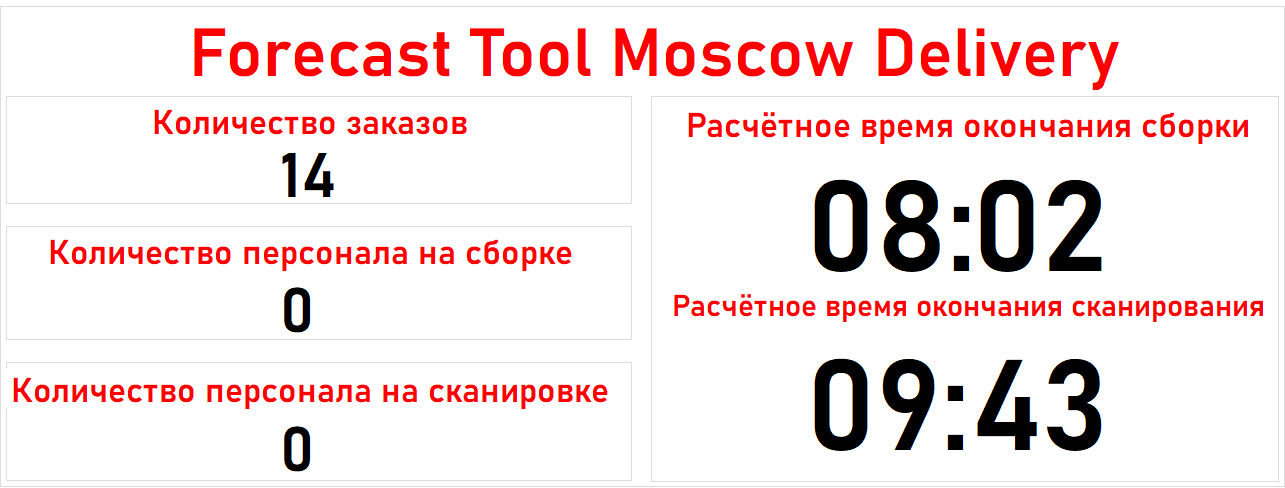 Forecast Tool Moscow Delivery
Количество заказов
14
Количество персонала на сборке
0
Количество персонала на сканировке
0
Расчётное время окончания сборки
08:02
Расчётное время окончания сканирования
09:43